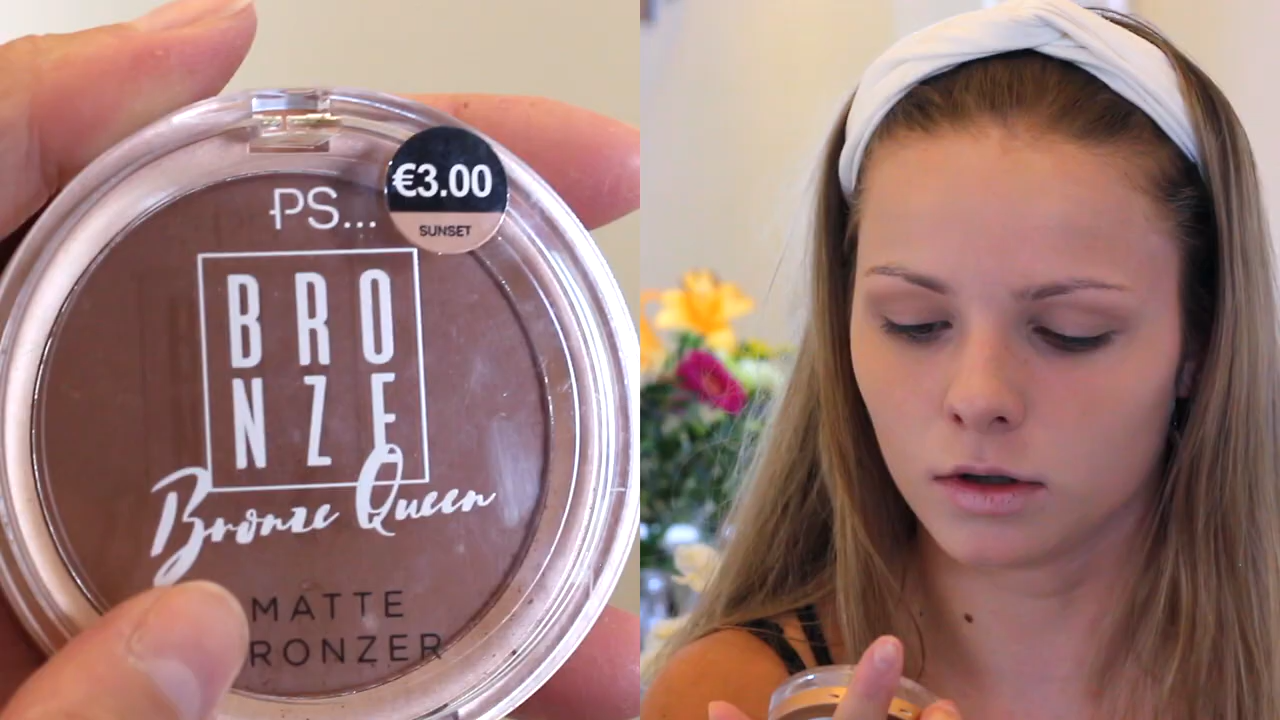 PS...
€3.00
SUNSET
BRO
NZE
Bronze Queen
MATTE
RONZER